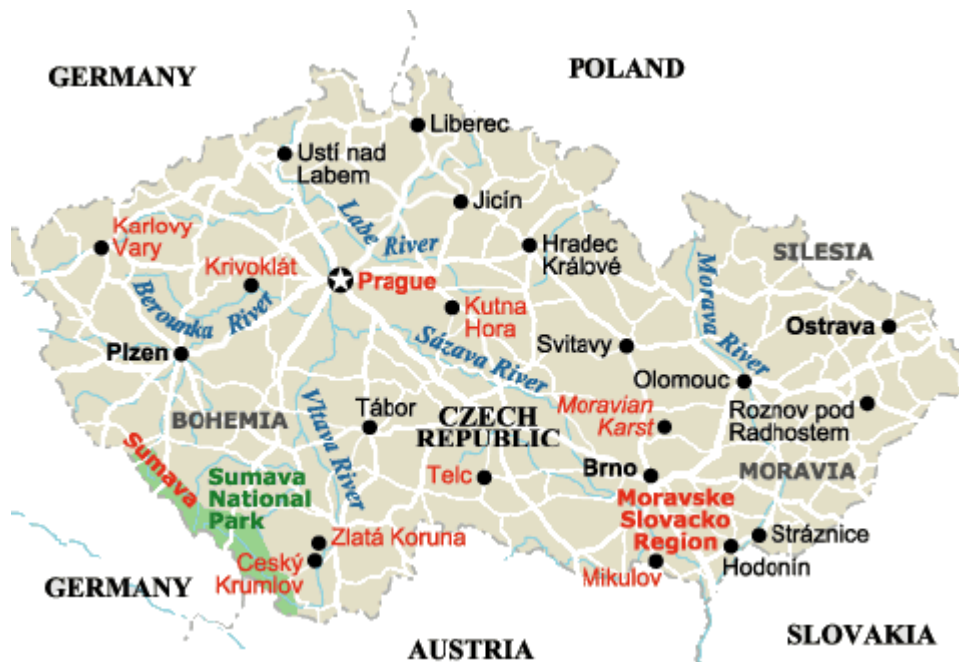 GERMANY
POLAND
Liberec
Ustí nad
Labem
Jicín
Labe River
Karlovy
Vary
Hradec
Králové
SILESIA
Krivoklát
Prague
Morava River
Berounka River
Kutna
Hora
Ostrava
Plzen
Sázava River
Svitavy
Olomouc
BOHEMIA
Vltava River
Tábor
CZECH
REPUBLIC
Moravian
Karst
Roznov pod
Radhostem
Sumava
Sumava
National
Park
Telc
Brno
MORAVIA
Moravske
Slovacko
Region
Zlatá Koruna
Stráznice
Ceský
Krumlov
Mikulov
Hodonín
GERMANY
AUSTRIA
SLOVAKIA